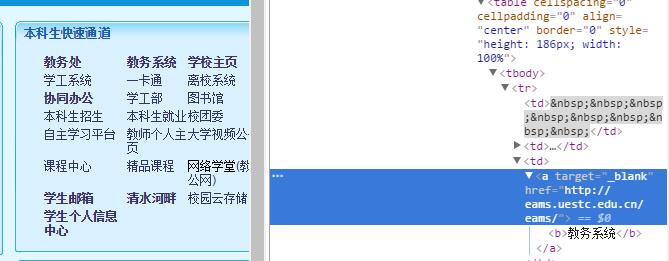 本科生快速通道
教务处 教务系统 学校主页
学工系统 一卡通 离校系统
协同办公 学工部 图书馆
本科生招生 本科生就业 校团委
自主学习平台 教师个人主页 大学视频公
课程中心 精品课程 网络学堂(教
公网)
学生邮箱 清水河畔 校园云存储
学生个人信息
中心
<table cellspacing="0"
cellpadding="0" align=
"center" border="0" style=
"height: 186px; width:
100%">
▼<tbody>
▼<tr>
<td>&nbsp;&nbsp;&nbsp
;&nbsp;&nbsp;&nbsp;&n
bsp;&nbsp;</td>
▶<td>…</td>
▼<td>
… ▼<a target="_blank"
href="http://
eams.uestc.edu.cn/
eams/"> == $0
<b>教务系统</b>
</a>